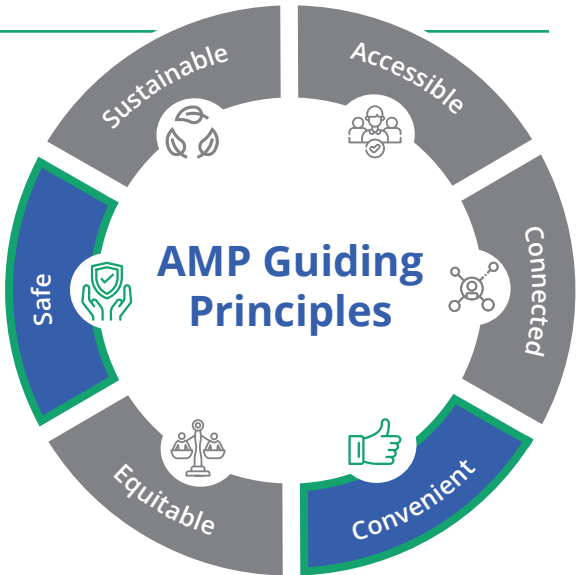 AMP Guiding
Principles
Accessible
Connected
Convenient
Equitable
Safe
Sustainable